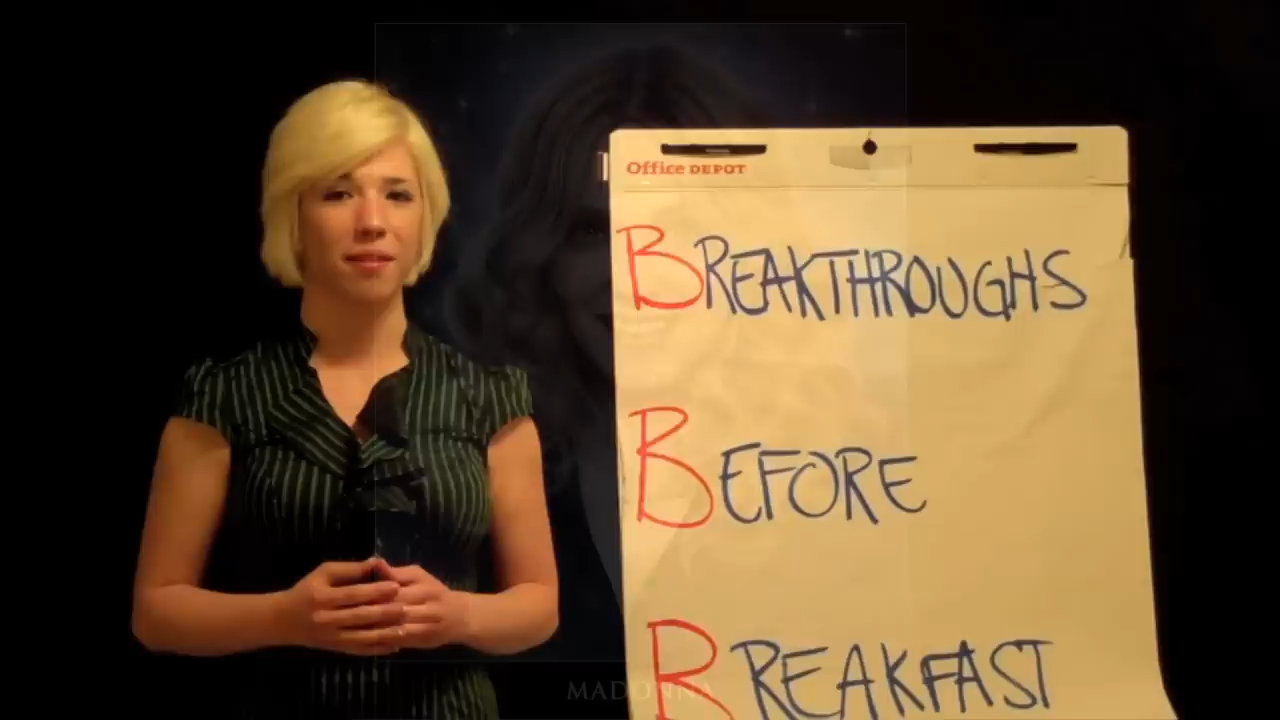 Office DEPOT
BREAKTHROUGHS
BEFORE
BREAKFAST
MADONNA